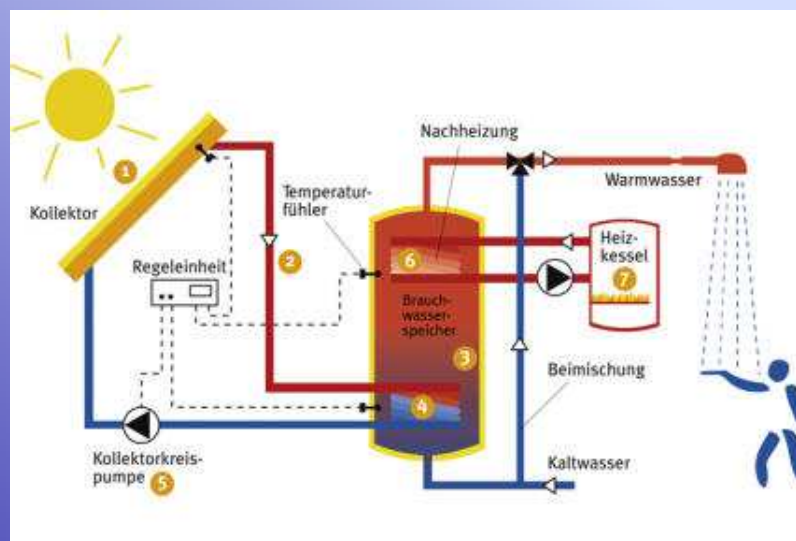 Nachheizung
1
Kollektor
Temperatur-
fühler
Warmwasser
Regeleinheit
2
6
Heiz-
kessel
7
Brauch-
wasser-
speicher
3
4
Beimischung
Kollektorkreis-
pumpe 5
Kaltwasser